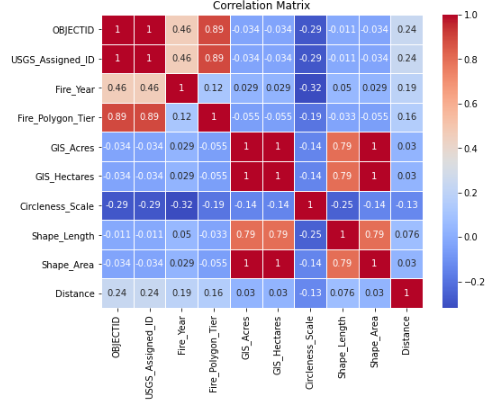 Correlation Matrix
OBJECTID 1 1 0.46 0.89 -0.034 -0.034 -0.29 -0.011 -0.034 0.24
USGS_Assigned_ID 1 1 0.46 0.89 -0.034 -0.034 -0.29 -0.011 -0.034 0.24
Fire_Year 0.46 0.46 1 0.12 0.029 0.029 -0.32 0.05 0.029 0.19
Fire_Polygon_Tier 0.89 0.89 0.12 1 -0.055 -0.055 -0.19 -0.033 -0.055 0.16
GIS_Acres -0.034 -0.034 0.029 -0.055 1 1 -0.14 0.79 1 0.03
GIS_Hectares -0.034 -0.034 0.029 -0.055 1 1 -0.14 0.79 1 0.03
Circleness_Scale -0.29 -0.29 -0.32 -0.19 -0.14 -0.14 1 -0.25 -0.14 -0.13
Shape_Length -0.011 -0.011 0.05 -0.033 0.79 0.79 -0.25 1 0.79 0.076
Shape_Area -0.034 -0.034 0.029 -0.055 1 1 -0.14 0.79 1 0.03
Distance 0.24 0.24 0.19 0.16 0.03 0.03 -0.13 0.076 0.03 1
OBJECTID
USGS_Assigned_ID
Fire_Year
Fire_Polygon_Tier
GIS_Acres
GIS_Hectares
Circleness_Scale
Shape_Length
Shape_Area
Distance
1.0
0.8
0.6
0.4
0.2
0.0
-0.2